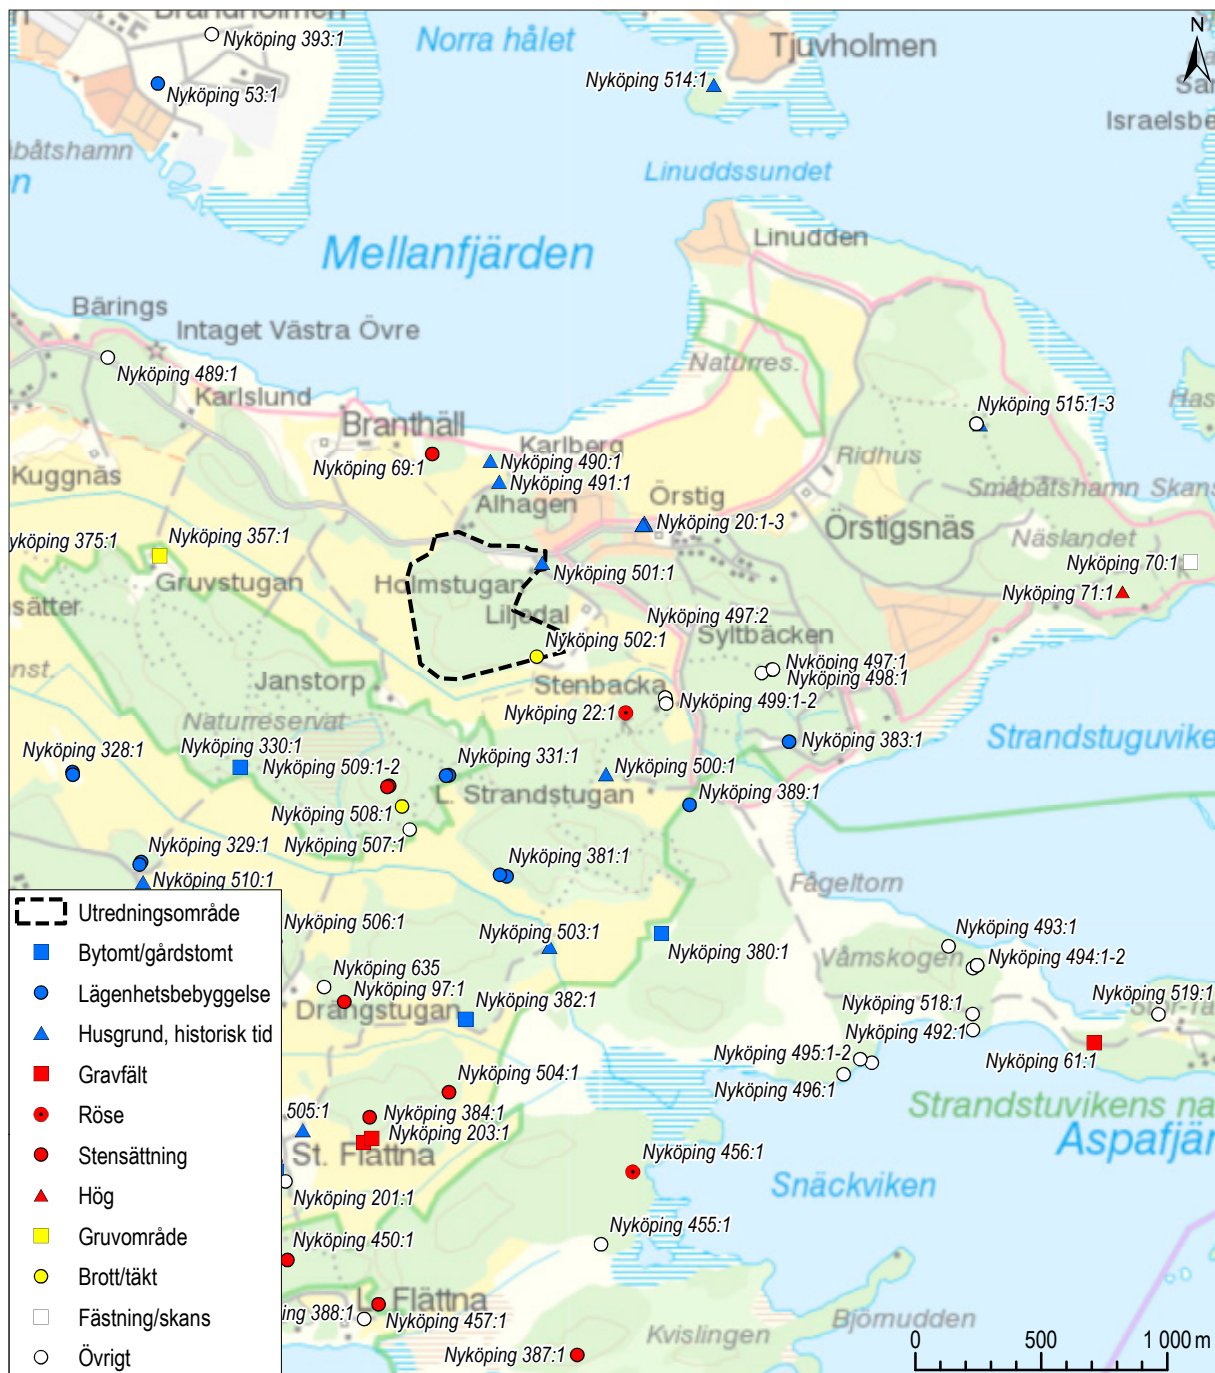 Brandholmen
Nyköping 393:1
Norra hålet
Tjuvholmen
N
Nyköping 53:1
Nyköping 514:1
Israelsbe
båtshamn
Linuddssundet
Linudden
Mellanfjärden
Bärings
Intaget Västra Övre
Nyköping 489:1
Naturres.
Karlslund
Nyköping 515:1-3
Branthäll
Karlberg
Nyköping 69:1
Nyköping 490:1
Ridhus
Kuggnäs
Nyköping 491:1
Småbåtshamn
Skans
Alhagen
Örstig
Nyköping 20:1-3
Örstigsnäs
Nyköping 357:1
yköping 375:1
Näslandet
Nyköping 70:1
Gruvstugan
Holmstugan
Nyköping 501:1
Nyköping 71:1
sätter
Liljedal
Nyköping 497:2
Syltbäcken
Nyköping 502:1
nst.
Nyköping 497:1
Nyköping 498:1
Janstorp
Stenbacka
Nyköping 499:1-2
Nyköping 22:1
Naturreservat
Strandstuguvike
Nyköping 328:1
Nyköping 330:1
Nyköping 331:1
Nyköping 383:1
Nyköping 509:1-2
Nyköping 500:1
L. Strandstugan
Nyköping 389:1
Nyköping 508:1
Nyköping 507:1
Nyköping 329:1
Nyköping 381:1
Nyköping 510:1
Fågeltorn
Utredningsområde
Nyköping 506:1
Nyköping 503:1
Nyköping 380:1
Nyköping 493:1
Bytomt/gårdstomt
Våmskogen
Nyköping 494:1-2
Nyköping 635
Nyköping 97:1
Lägenhetsbebyggelse
Drängstugan
Nyköping 382:1
Nyköping 518:1
Nyköping 519:1
Husgrund, historisk tid
Nyköping 492:1
Nyköping 495:1-2
Nyköping 61:1
Gravfält
Nyköping 504:1
Nyköping 496:1
Röse
505:1
Nyköping 384:1
Strandstuvikens na
Nyköping 203:1
Aspafjär
Stensättning
St. Flättna
Nyköping 456:1
Snäckviken
Hög
Nyköping 201:1
Gruvområde
Nyköping 450:1
Nyköping 455:1
Brott/täkt
L. Flättna
Fästning/skans
ing 388:1
Nyköping 457:1
Björnudden
Kvislingen
Övrigt
Nyköping 387:1
0 500 1 000 m